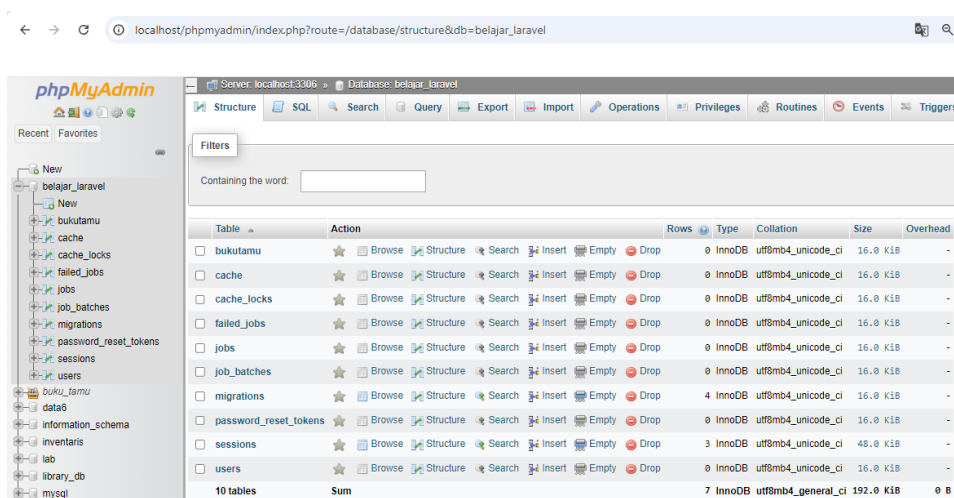 localhost/phpmyadmin/index.php?route=/database/structure&db=belajar_laravel
phpMyAdmin
Recent Favorites
New
belajar_laravel
New
bukutamu
cache
cache_locks
failed_jobs
jobs
job_batches
migrations
password_reset_tokens
sessions
users
buku_tamu
data6
information_schema
inventaris
lab
library_db
mysql
Server: localhost:3306 » Database: belajar_laravel
Structure SQL Search Query Export Import Operations Privileges Routines Events Triggers
Filters
Containing the word:
Table Action Rows Type Collation Size Overhead
bukutamu Browse Structure Search Insert Empty Drop 0 InnoDB utf8mb4_unicode_ci 16.0 KiB -
cache Browse Structure Search Insert Empty Drop 0 InnoDB utf8mb4_unicode_ci 16.0 KiB -
cache_locks Browse Structure Search Insert Empty Drop 0 InnoDB utf8mb4_unicode_ci 16.0 KiB -
failed_jobs Browse Structure Search Insert Empty Drop 0 InnoDB utf8mb4_unicode_ci 16.0 KiB -
jobs Browse Structure Search Insert Empty Drop 0 InnoDB utf8mb4_unicode_ci 16.0 KiB -
job_batches Browse Structure Search Insert Empty Drop 0 InnoDB utf8mb4_unicode_ci 16.0 KiB -
migrations Browse Structure Search Insert Empty Drop 4 InnoDB utf8mb4_unicode_ci 16.0 KiB -
password_reset_tokens Browse Structure Search Insert Empty Drop 0 InnoDB utf8mb4_unicode_ci 16.0 KiB -
sessions Browse Structure Search Insert Empty Drop 3 InnoDB utf8mb4_unicode_ci 48.0 KiB -
users Browse Structure Search Insert Empty Drop 0 InnoDB utf8mb4_unicode_ci 16.0 KiB -
10 tables Sum 7 InnoDB utf8mb4_general_ci 192.0 KiB 0 B